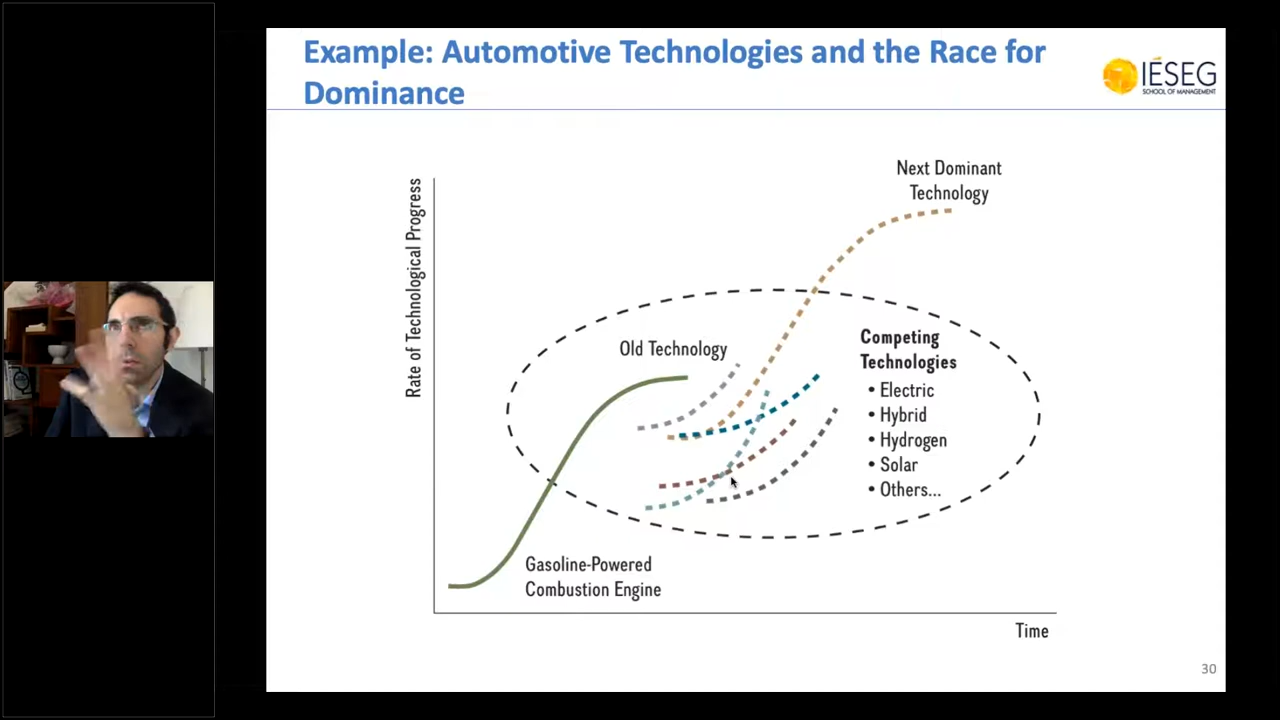 Example: Automotive Technologies and the Race for
Dominance
IÉSEG
SCHOOL OF MANAGEMENT
Next Dominant
Technology
Rate of Technological Progress
Old Technology
Competing
Technologies
• Electric
• Hybrid
• Hydrogen
• Solar
• Others...
Gasoline-Powered
Combustion Engine
Time
30